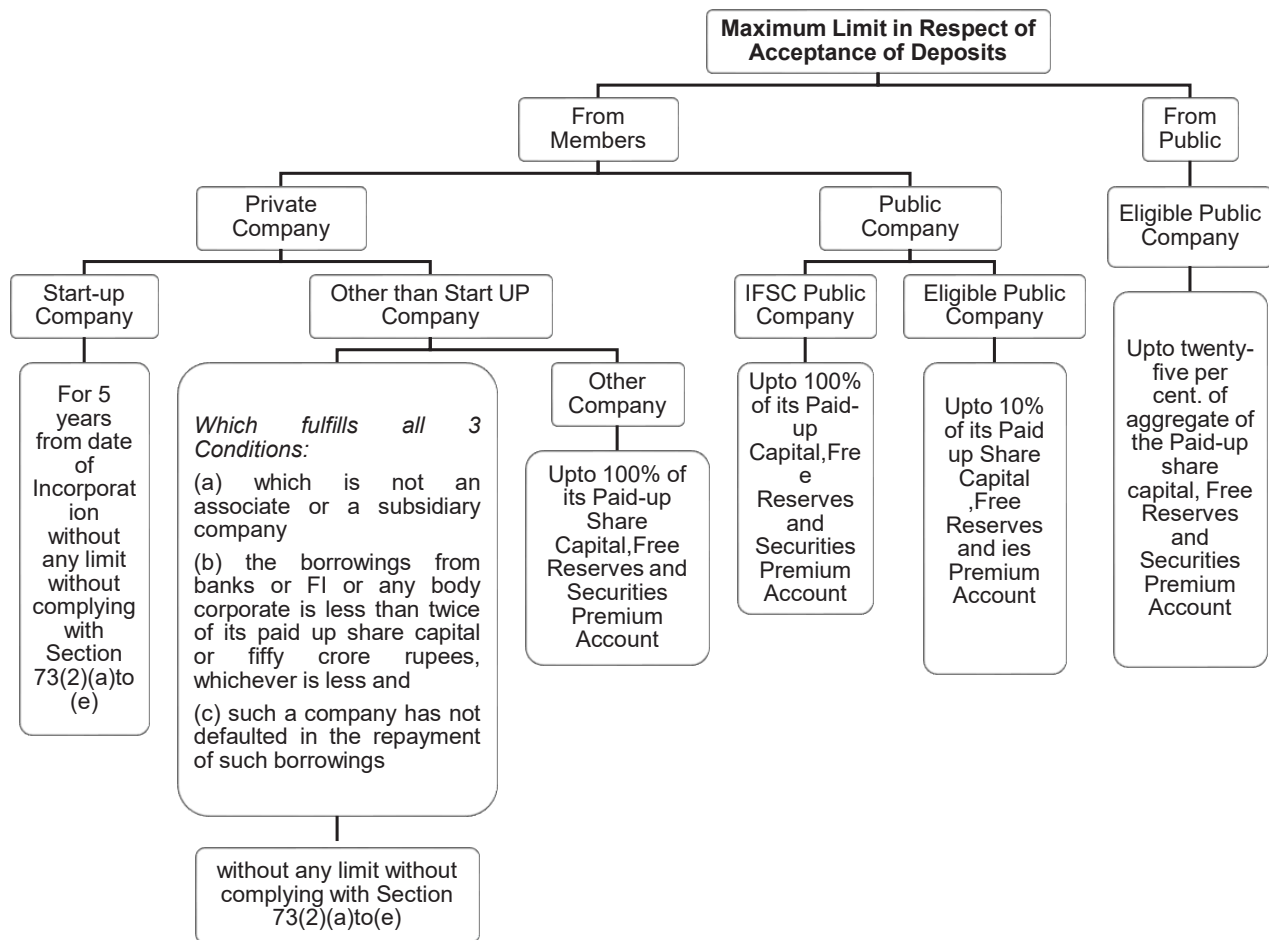 Maximum Limit in Respect of
Acceptance of Deposits
From
Members
From
Public
Private
Company
Public
Company
Eligible Public
Company
Start-up
Company
Other than Start UP
Company
IFSC Public
Company
Eligible Public
Company
For 5
years
from date
of
Incorporat
ion
without
any limit
without
complying
with
Section
73(2)(a)to
(e)
Which fulfills all 3
Conditions:
(a) which is not an
associate or a subsidiary
company
(b) the borrowings from
banks or FI or any body
corporate is less than twice
of its paid up share capital
or fiffy crore rupees,
whichever is less and
(c) such a company has not
defaulted in the repayment
of such borrowings
without any limit without
complying with Section
73(2)(a)to(e)
Other
Company
Upto 100% of
its Paid-up
Share
Capital,Free
Reserves and
Securities
Premium
Account
Upto 100%
of its Paid-
up
Capital,Fre
e
Reserves
and
Securities
Premium
Account
Upto 10%
of its Paid
up Share
Capital
,Free
Reserves
and ies
Premium
Account
Upto twenty-
five per
cent. of
aggregate of
the Paid-up
share
capital, Free
Reserves
and
Securities
Premium
Account